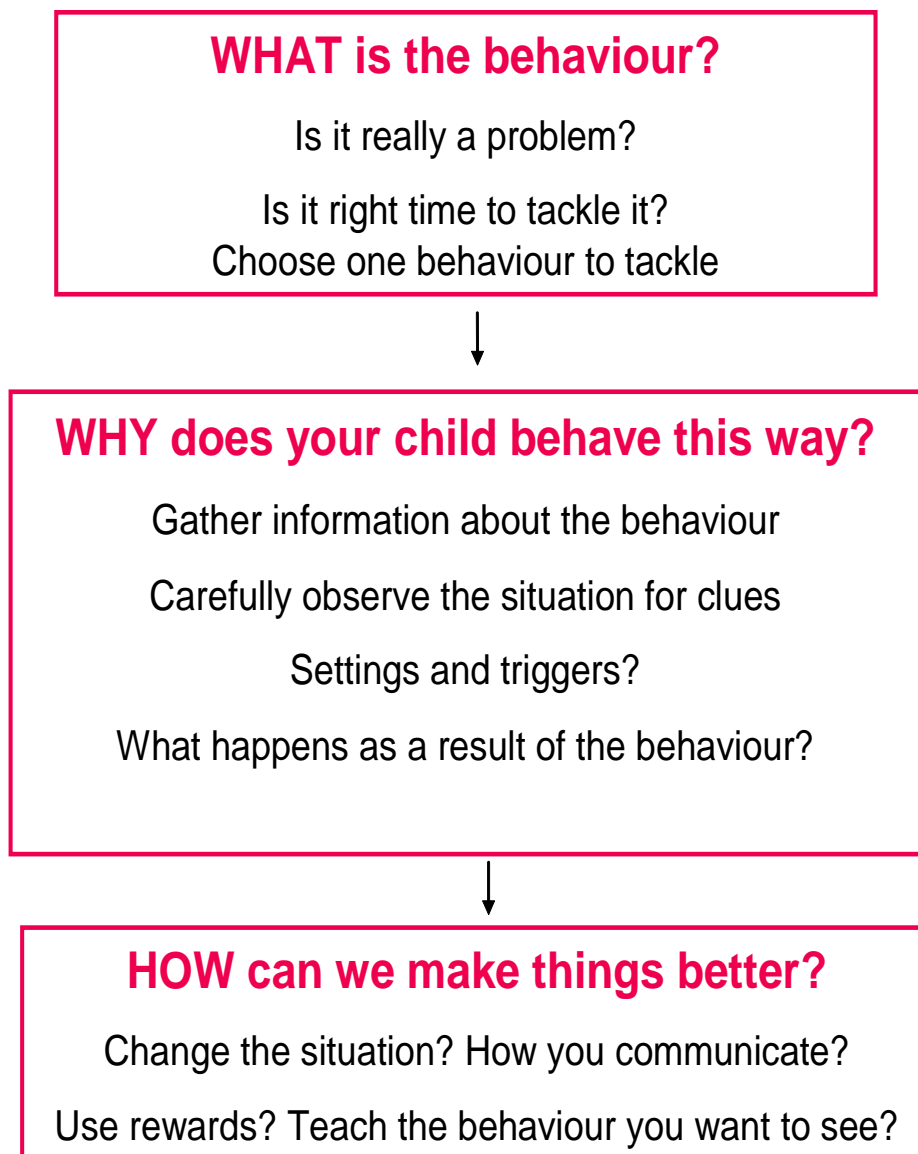 WHAT is the behaviour?
Is it really a problem?
Is it right time to tackle it?
Choose one behaviour to tackle
WHY does your child behave this way?
Gather information about the behaviour
Carefully observe the situation for clues
Settings and triggers?
What happens as a result of the behaviour?
HOW can we make things better?
Change the situation? How you communicate?
Use rewards? Teach the behaviour you want to see?